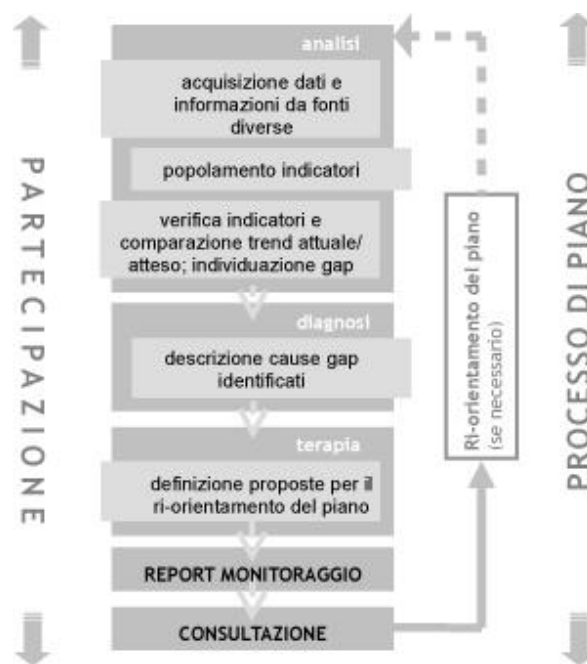 analisi
acquisizione dati e
informazioni da fonti
diverse
popolamento indicatori
verifica indicatori e
comparazione trend attuale/
atteso; individuazione gap
diagnosi
descrizione cause gap
identificati
terapia
definizione proposte per il
ri-orientamento del piano
REPORT MONITORAGGIO
CONSULTAZIONE
PARTECIPAZIONE
Ri-orientamento del piano
(se necessario)
PROCESSO DI PIANO